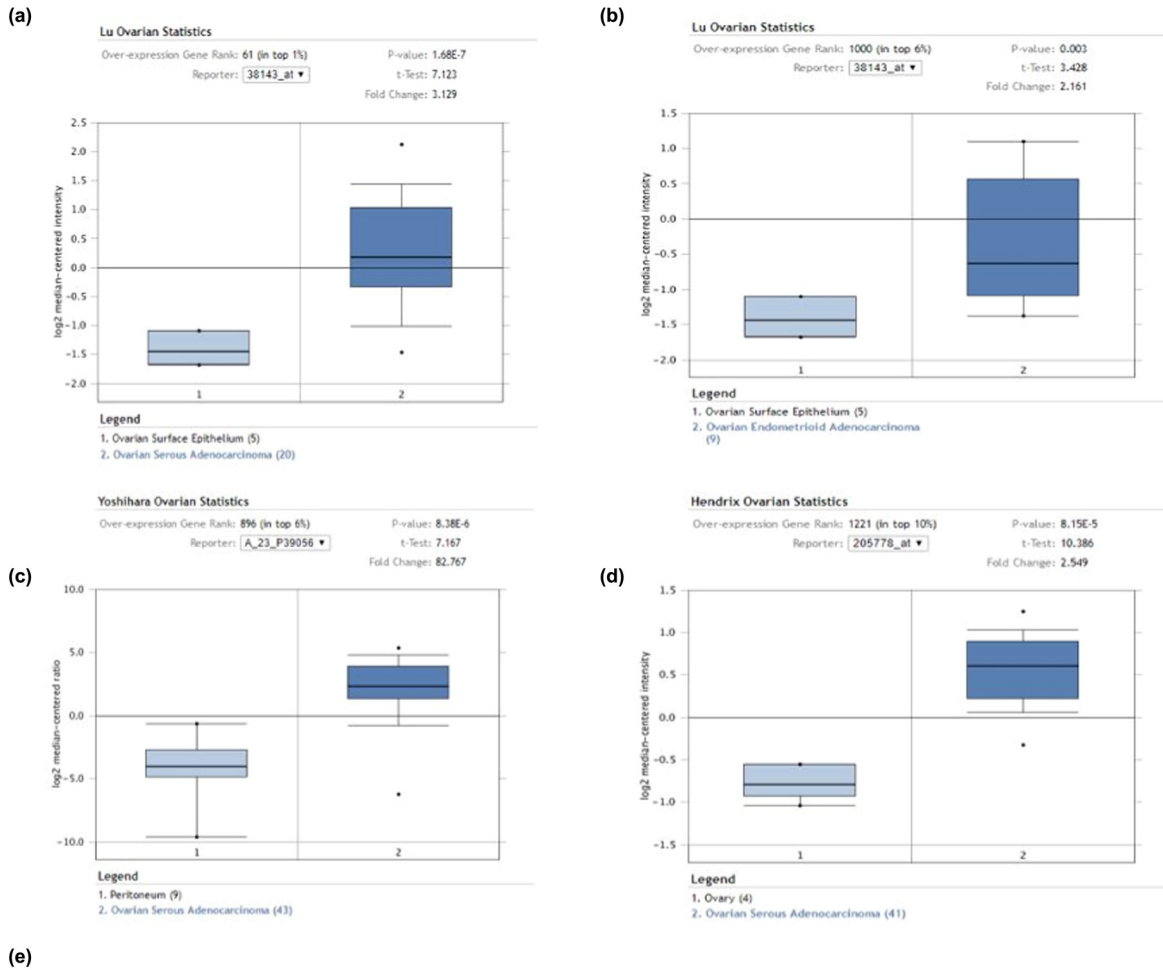 (a)
Lu Ovarian Statistics
Over-expression Gene Rank: 61 (in top 1%) P-value: 1.68E-7
Reporter: 38143_at ▼ t-Test: 7.123
Fold Change: 3.129
log2 median-centered intensity
2.5
2.0
1.5
1.0
0.5
0.0
-0.5
-1.0
-1.5
-2.0
1 2
Legend
1. Ovarian Surface Epithelium (5)
2. Ovarian Serous Adenocarcinoma (20)
(b)
Lu Ovarian Statistics
Over-expression Gene Rank: 1000 (in top 6%) P-value: 0.003
Reporter: 38143_at ▼ t-Test: 3.428
Fold Change: 2.161
log2 median-centered intensity
1.5
1.0
0.5
0.0
-0.5
-1.0
-1.5
-2.0
1 2
Legend
1. Ovarian Surface Epithelium (5)
2. Ovarian Endometrioid Adenocarcinoma
(9)
(c)
Yoshihara Ovarian Statistics
Over-expression Gene Rank: 896 (in top 6%) P-value: 8.38E-6
Reporter: A_23_P39056 ▼ t-Test: 7.167
Fold Change: 82.767
log2 median-centered ratio
10.0
5.0
0.0
-5.0
-10.0
1 2
Legend
1. Peritoneum (9)
2. Ovarian Serous Adenocarcinoma (43)
(d)
Hendrix Ovarian Statistics
Over-expression Gene Rank: 1221 (in top 10%) P-value: 8.15E-5
Reporter: 205778_at ▼ t-Test: 10.386
Fold Change: 2.549
log2 median-centered intensity
1.5
1.0
0.5
0.0
-0.5
-1.0
-1.5
1 2
Legend
1. Ovary (4)
2. Ovarian Serous Adenocarcinoma (41)
(e)